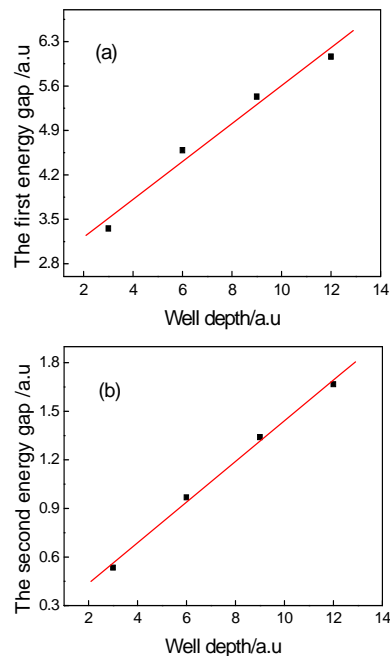 (a)
The first energy gap /a.u
6.3
5.6
4.9
4.2
3.5
2.8
2 4 6 8 10 12 14
Well depth/a.u
(b)
The second energy gap /a.u
1.8
1.5
1.2
0.9
0.6
0.3
2 4 6 8 10 12 14
Well depth/a.u